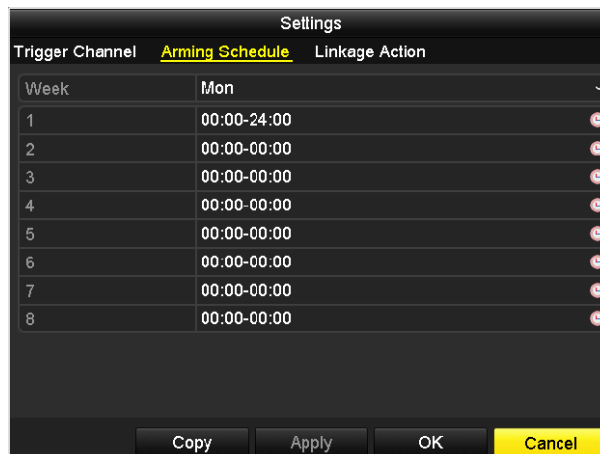 Settings
Trigger Channel Arming Schedule Linkage Action
Week Mon
1 00:00-24:00
2 00:00-00:00
3 00:00-00:00
4 00:00-00:00
5 00:00-00:00
6 00:00-00:00
7 00:00-00:00
8 00:00-00:00
Copy Apply OK Cancel